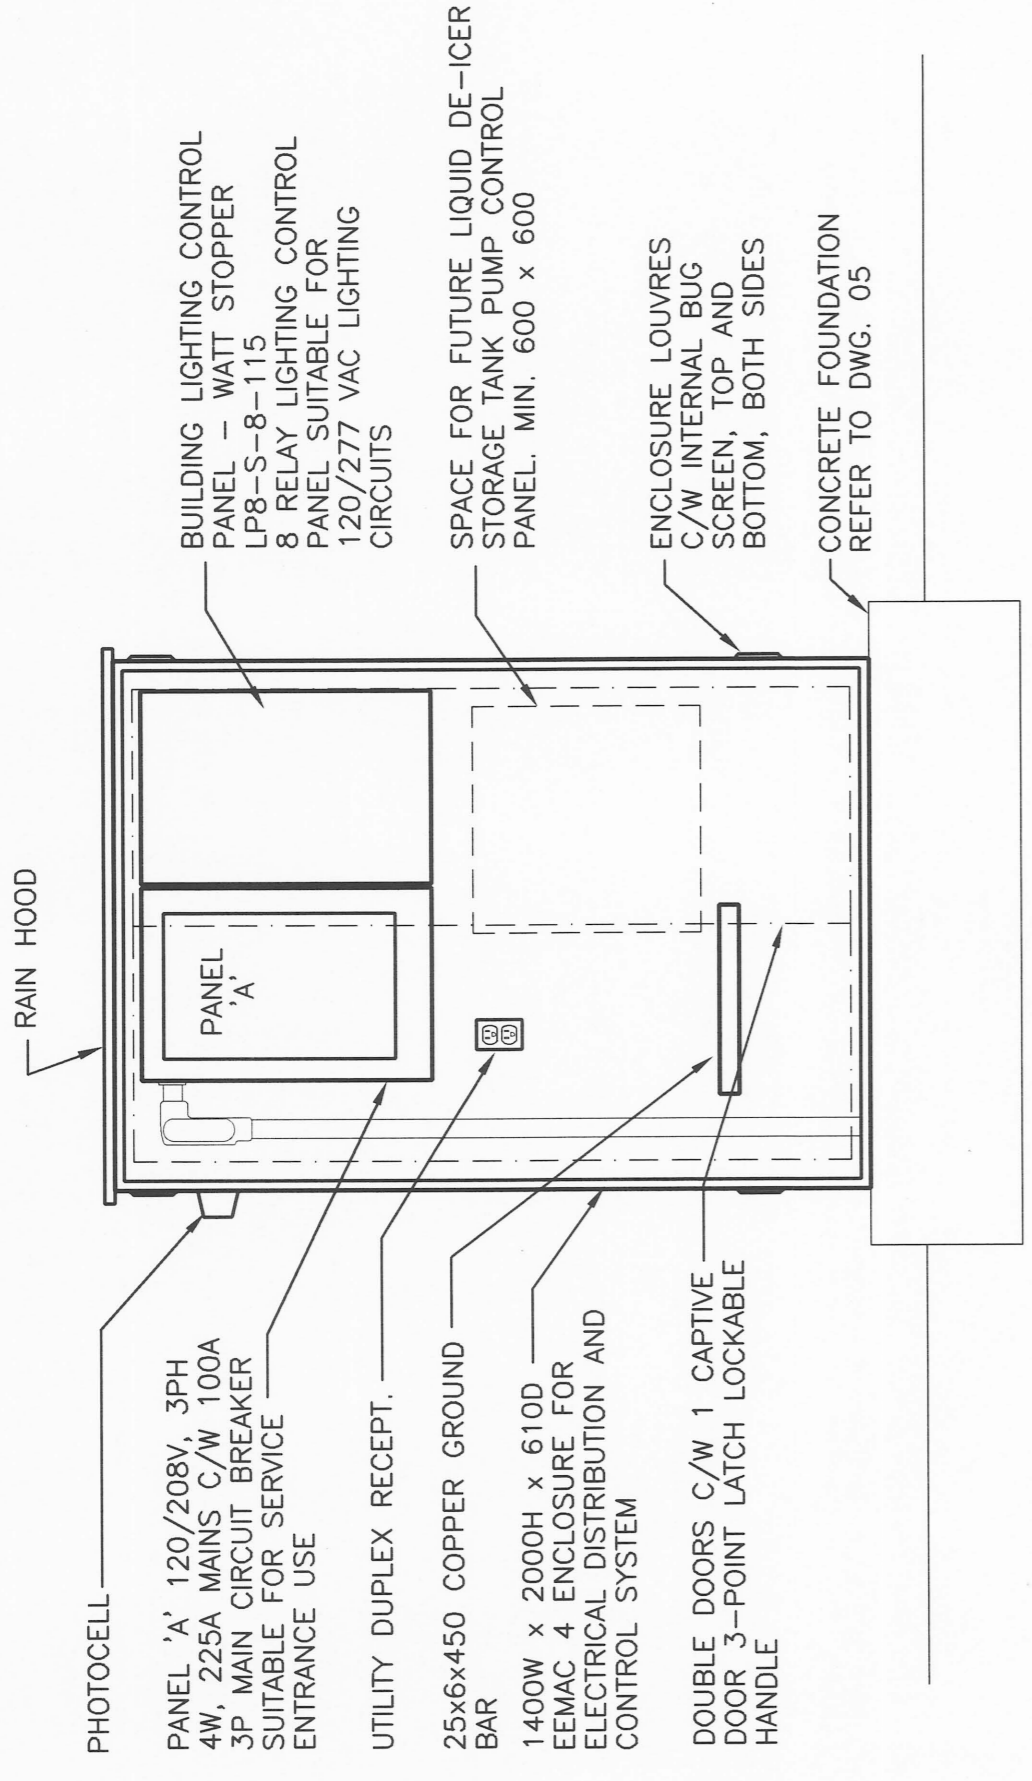 RAIN HOOD
PHOTOCELL
PANEL 'A' 120/208V, 3PH
4W, 225A MAINS C/W 100A
3P MAIN CIRCUIT BREAKER
SUITABLE FOR SERVICE
ENTRANCE USE
UTILITY DUPLEX RECEPT.
25x6x450 COPPER GROUND
BAR
1400W x 2000H x 610D
EEMAC 4 ENCLOSURE FOR
ELECTRICAL DISTRIBUTION AND
CONTROL SYSTEM
DOUBLE DOORS C/W 1 CAPTIVE
DOOR 3-POINT LATCH LOCKABLE
HANDLE
PANEL
'A'
BUILDING LIGHTING CONTROL
PANEL - WATT STOPPER
LP8-S-8-115
8 RELAY LIGHTING CONTROL
PANEL SUITABLE FOR
120/277 VAC LIGHTING
CIRCUITS
SPACE FOR FUTURE LIQUID DE-ICER
STORAGE TANK PUMP CONTROL
PANEL. MIN. 600 x 600
ENCLOSURE LOUVRES
C/W INTERNAL BUG
SCREEN, TOP AND
BOTTOM, BOTH SIDES
CONCRETE FOUNDATION
REFER TO DWG. 05